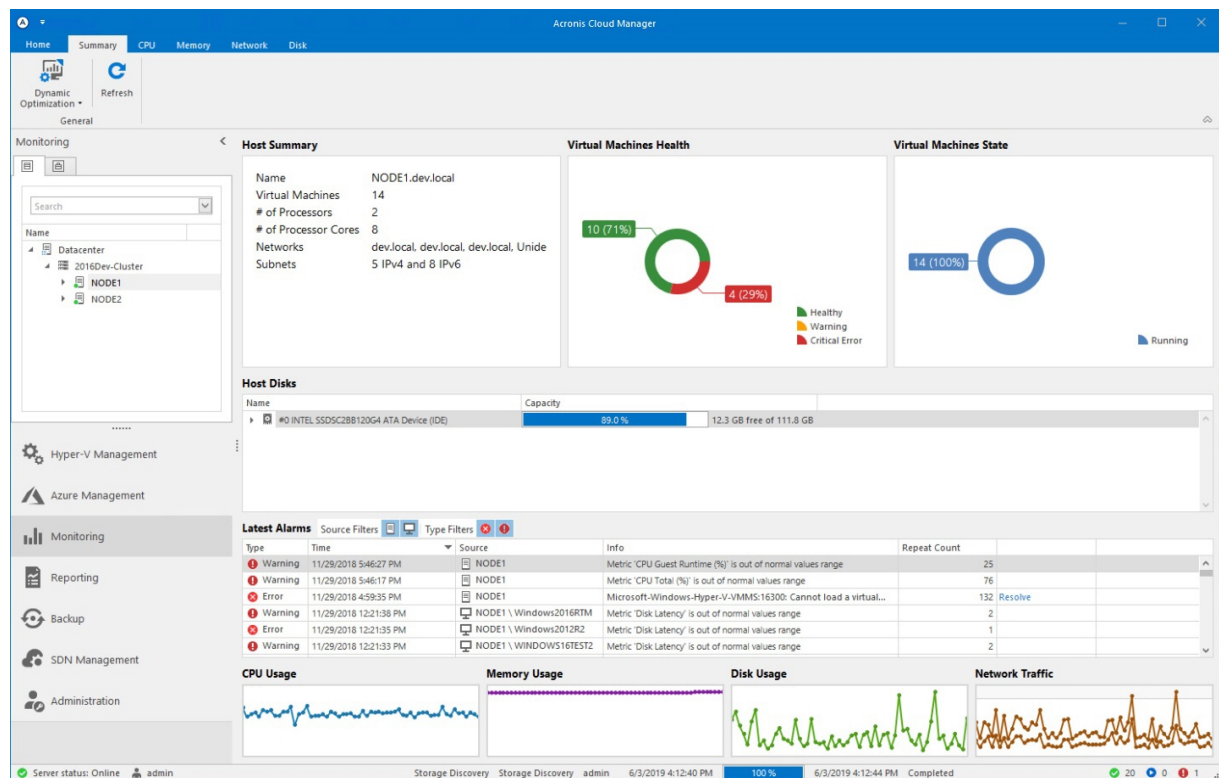 Acronis Cloud Manager
Home Summary CPU Memory Network Disk
Dynamic Optimization
Refresh
General
Monitoring
Search
Name
Datacenter
2016Dev-Cluster
NODE1
NODE2
Hyper-V Management
Azure Management
Monitoring
Reporting
Backup
SDN Management
Administration
Host Summary
Name NODE1.dev.local
Virtual Machines 14
# of Processors 2
# of Processor Cores 8
Networks dev.local, dev.local, dev.local, Unide
Subnets 5 IPv4 and 8 IPv6
Virtual Machines Health
10 (71%)
4 (29%)
Healthy
Warning
Critical Error
Virtual Machines State
14 (100%)
Running
Host Disks
Name Capacity
#0 INTEL SSDSC2BB120G4 ATA Device (IDE) 89.0 % 12.3 GB free of 111.8 GB
Latest Alarms Source Filters Type Filters
Type Time Source Info Repeat Count
Warning 11/29/2018 5:46:27 PM NODE1 Metric 'CPU Guest Runtime (%)' is out of normal values range 25
Warning 11/29/2018 5:46:17 PM NODE1 Metric 'CPU Total (%)' is out of normal values range 76
Error 11/29/2018 4:59:35 PM NODE1 Microsoft-Windows-Hyper-V-VMMS:16300: Cannot load a virtual... 132 Resolve
Warning 11/29/2018 12:21:38 PM NODE1 \ Windows2016RTM Metric 'Disk Latency' is out of normal values range 2
Error 11/29/2018 12:21:35 PM NODE1 \ Windows2012R2 Metric 'Disk Latency' is out of normal values range 1
Warning 11/29/2018 12:21:33 PM NODE1 \ WINDOWS16TEST2 Metric 'Disk Latency' is out of normal values range 2
CPU Usage Memory Usage Disk Usage Network Traffic
Server status: Online admin Storage Discovery Storage Discovery admin 6/3/2019 4:12:40 PM 100 % 6/3/2019 4:12:44 PM Completed 20 0 1